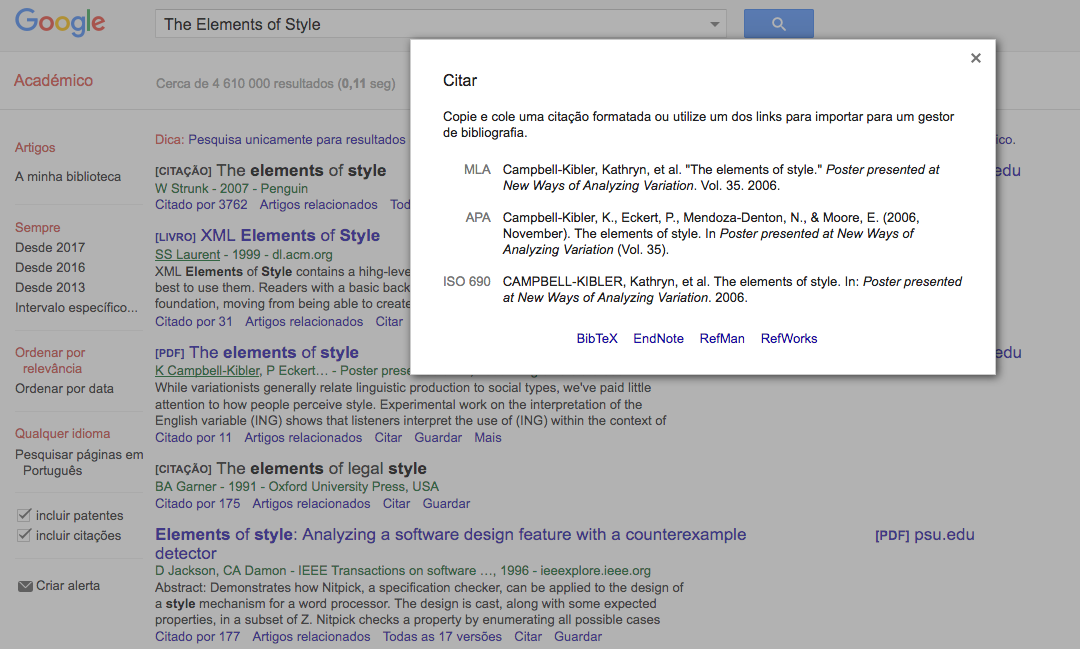 Google
The Elements of Style
Académico
Cerca de 4 610 000 resultados (0,11 seg)
Artigos
A minha biblioteca
Sempre
Desde 2017
Desde 2016
Desde 2013
Intervalo específico...
Ordenar por
relevância
Ordenar por data
Qualquer idioma
Pesquisar páginas em
Português
incluir patentes
incluir citações
Criar alerta
Dica: Pesquisa unicamente para resultados
[CITAÇÃO] The elements of style
W Strunk - 2007 - Penguin
Citado por 3762 Artigos relacionados
[LIVRO] XML Elements of Style
SS Laurent - 1999 - dl.acm.org
XML Elements of Style contains a hihg-leve
best to use them. Readers with a basic back
foundation, moving from being able to create
Citado por 31 Artigos relacionados Citar
[PDF] The elements of style
K Campbell-Kibler, P Eckert… - Poster prese
While variationists generally relate linguistic production to social types, we've paid little
attention to how people perceive style. Experimental work on the interpretation of the
English variable (ING) shows that listeners interpret the use of (ING) within the context of
Citado por 11 Artigos relacionados Citar Guardar Mais
[CITAÇÃO] The elements of legal style
BA Garner - 1991 - Oxford University Press, USA
Citado por 175 Artigos relacionados Citar Guardar
Elements of style: Analyzing a software design feature with a counterexample
detector
D Jackson, CA Damon - IEEE Transactions on software …, 1996 - ieeexplore.ieee.org
Abstract: Demonstrates how Nitpick, a specification checker, can be applied to the design of
a style mechanism for a word processor. The design is cast, along with some expected
properties, in a subset of Z. Nitpick checks a property by enumerating all possible cases
Citado por 177 Artigos relacionados Todas as 17 versões Citar Guardar
[PDF] psu.edu
Citar
Copie e cole uma citação formatada ou utilize um dos links para importar para um gestor
de bibliografia.
MLA Campbell-Kibler, Kathryn, et al. "The elements of style." Poster presented at
New Ways of Analyzing Variation. Vol. 35. 2006.
APA Campbell-Kibler, K., Eckert, P., Mendoza-Denton, N., & Moore, E. (2006,
November). The elements of style. In Poster presented at New Ways of
Analyzing Variation (Vol. 35).
ISO 690 CAMPBELL-KIBLER, Kathryn, et al. The elements of style. In: Poster presented
at New Ways of Analyzing Variation. 2006.
BibTeX EndNote RefMan RefWorks